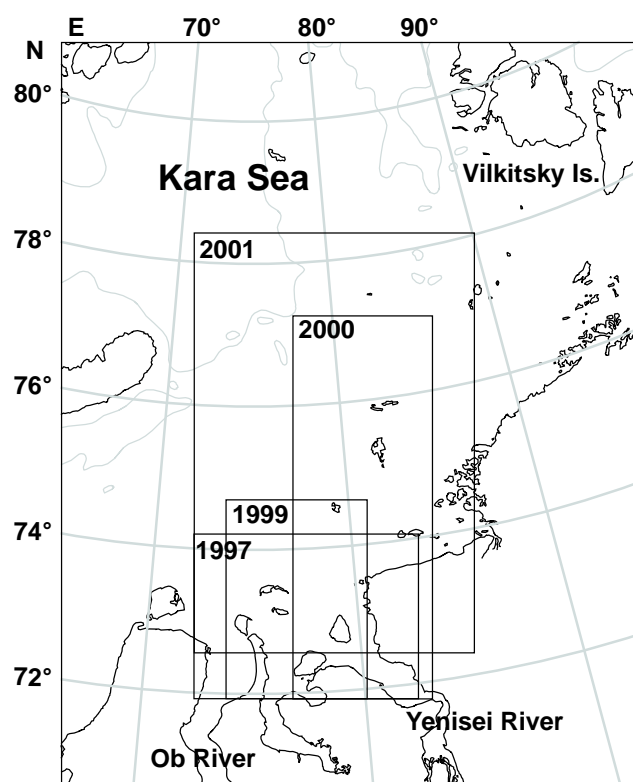 E 70° 80° 90°
N
80°
Kara Sea
Vilkitsky Is.
78°
2001
2000
76°
1999
74°
1997
72°
Yenisei River
Ob River